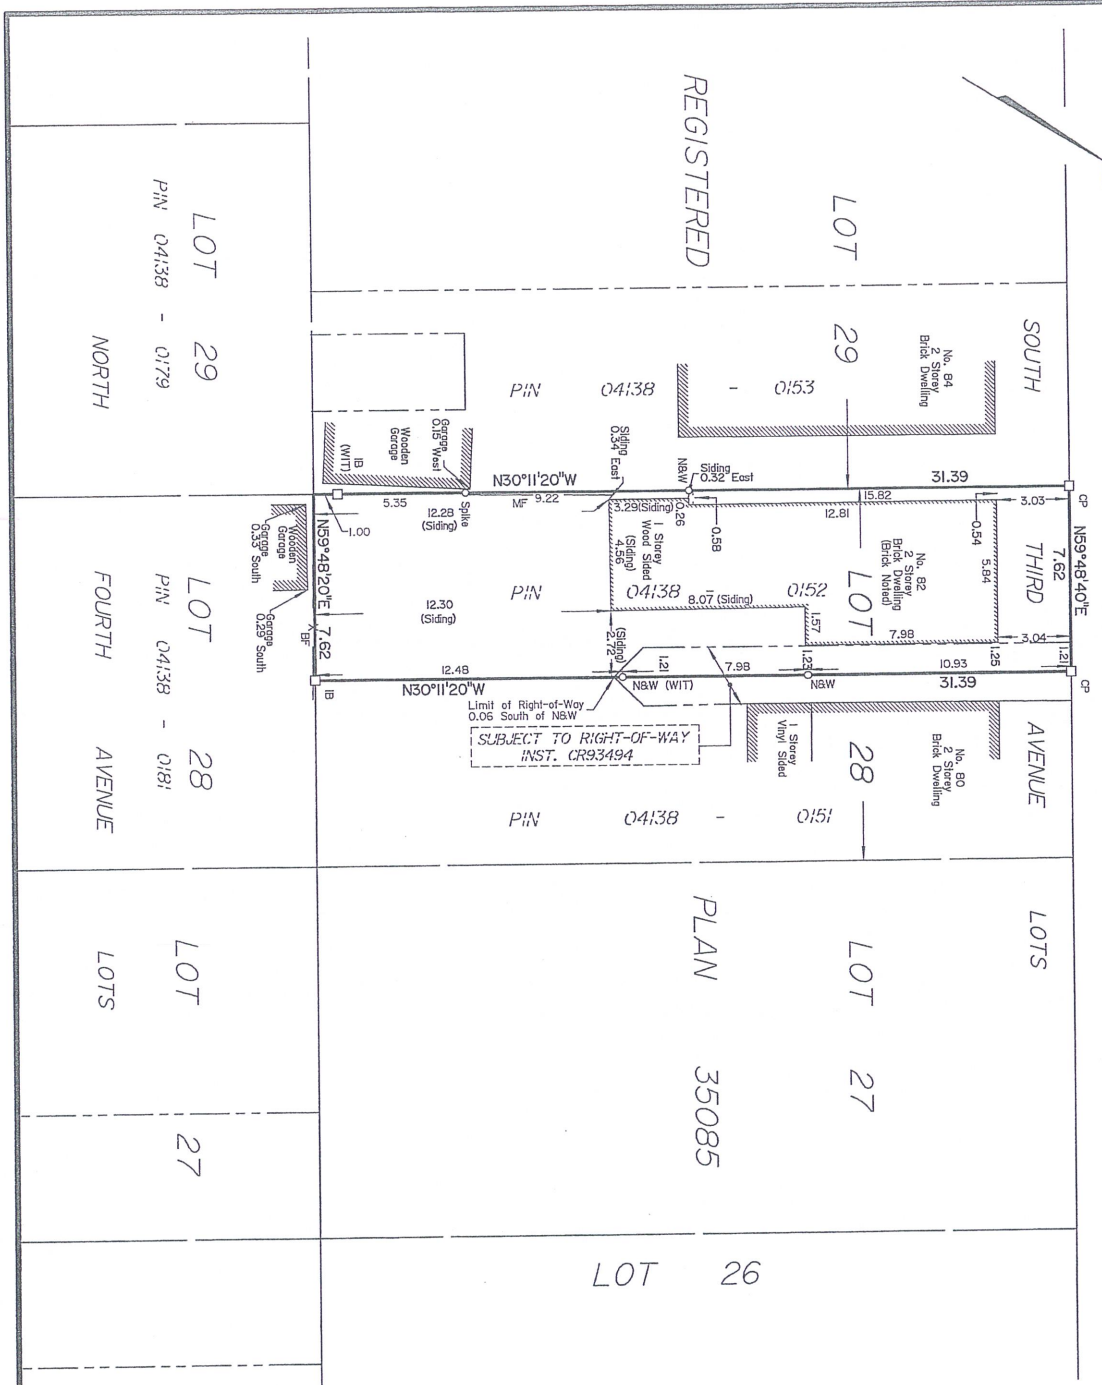 REGISTERED
PLAN
35085
LOT
29
LOT
28
LOT
27
LOT 26
SOUTH
THIRD
AVENUE
LOTS
LOT
29
PIN 04138 - 0179
NORTH
LOT
28
PIN 04138 - 0181
FOURTH
AVENUE
LOT
27
LOTS
No. 84
2 Storey
Brick Dwelling
PIN 04138 - 0153
Garage
0.15 West
Wooden
Garage
IB
(WIT)
Siding
0.34 East
Siding
0.32 East
N&W
N30°11'20"W
31.39
CP
N59°48'40"E
7.62
5.35
Spike
9.22
MF
15.82
3.03
1.00
12.28
(Siding)
3.29(Siding)
0.26
0.58
12.81
0.54
1 Storey
Wood Sided
(Siding)
4.56
No. 82
2 Storey
Brick Dwelling
(Brick Noted)
5.84
PIN 04138 - 0152
8.07 (Siding)
12.30
(Siding)
(Siding)
2.72
1.57
7.98
3.04
1.25
1.21
10.93
1.23
7.98
1.21
12.48
N30°11'20"W
31.39
CP
N&W
N&W (WIT)
IB
N59°48'20"E
7.62
BF
X
Wooden
Garage
Garage
0.33 South
Garage
0.29 South
Limit of Right-of-Way
0.06 South of N&W
SUBJECT TO RIGHT-OF-WAY
INST. CR93494
1 Storey
Vinyl Sided
No. 80
2 Storey
Brick Dwelling
PIN 04138 - 0151